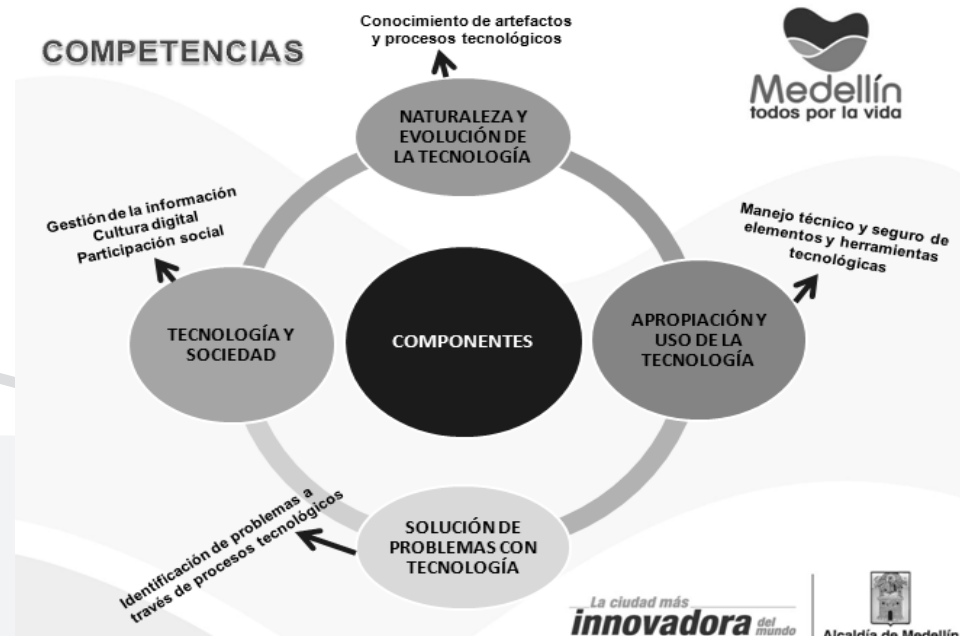 COMPETENCIAS
Conocimiento de artefactos
y procesos tecnológicos
Medellín
todos por la vida
NATURALEZA Y
EVOLUCIÓN DE
LA TECNOLOGÍA
Gestión de la información
Cultura digital
Participación social
Manejo técnico y seguro de
elementos y herramientas
tecnológicas
TECNOLOGÍA Y
SOCIEDAD
COMPONENTES
APROPIACIÓN Y
USO DE LA
TECNOLOGÍA
Identificación de problemas a
través de procesos tecnológicos
SOLUCIÓN DE
PROBLEMAS CON
TECNOLOGÍA
La ciudad más
innovadora del
mundo
Alcaldía de Medellín